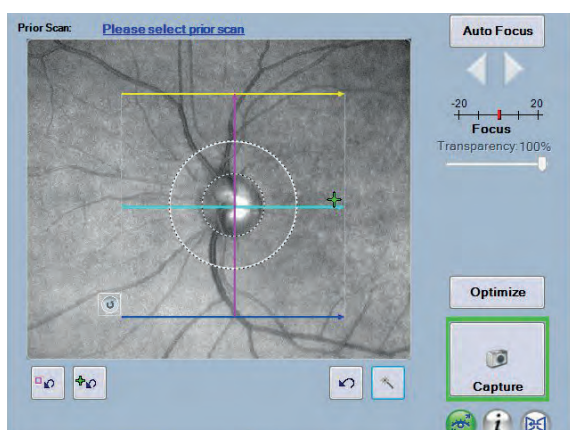 Prior Scan: Please select prior scan
Auto Focus
-20 20
Focus
Transparency: 100%
Optimize
Capture
i